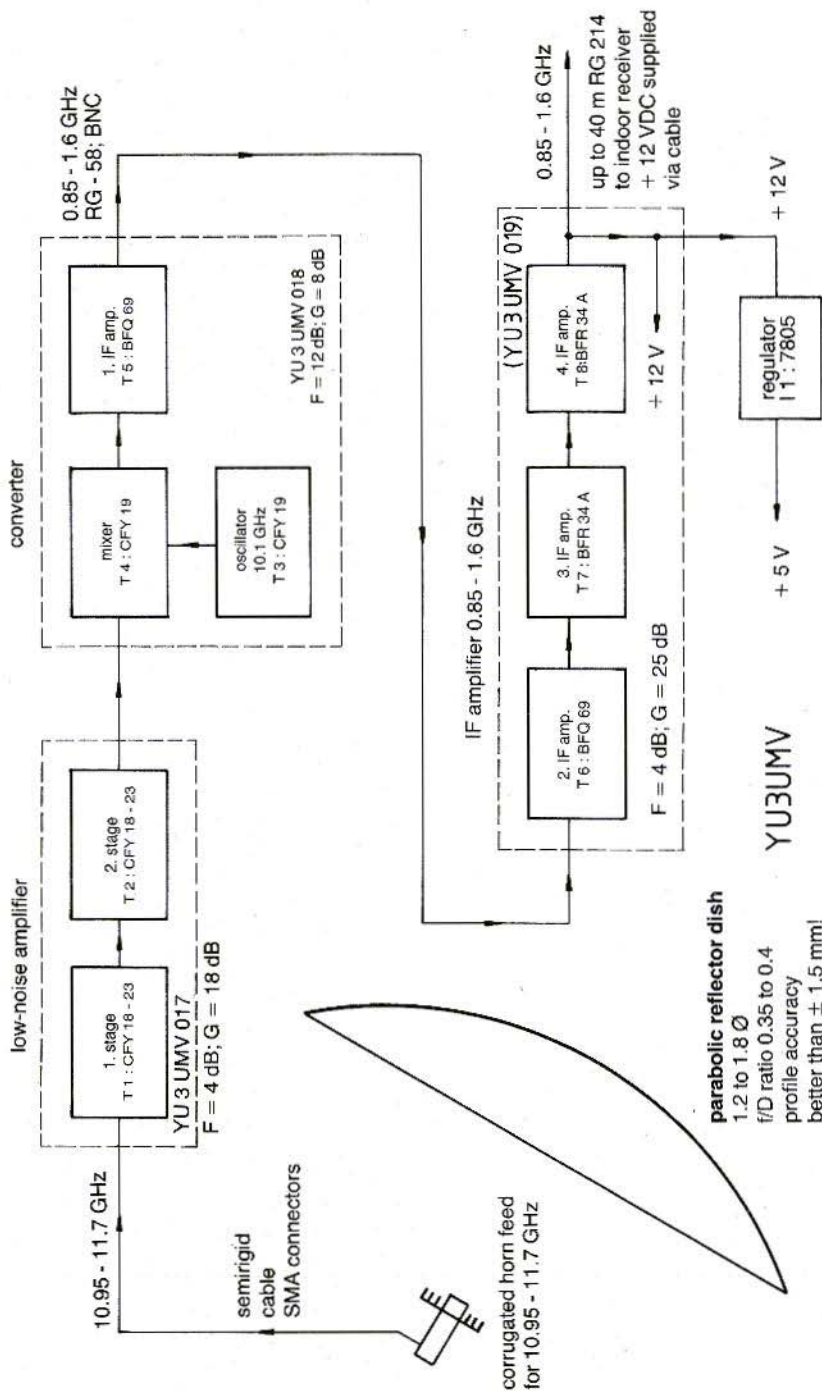 low-noise amplifier
1. stage
T 1 : CFY 18 - 23
2. stage
T 2 : CFY 18 - 23
YU 3 UMV 017
F = 4 dB; G = 18 dB
10.95 - 11.7 GHz
semirigid
cable
SMA connectors
corrugated horn feed
for 10.95 - 11.7 GHz
converter
mixer
T 4 : CFY 19
1. IF amp.
T 5 : BFQ 69
oscillator
10.1 GHz
T 3 : CFY 19
YU 3 UMV 018
F = 12 dB; G = 8 dB
0.85 - 1.6 GHz
RG - 58; BNC
IF amplifier 0.85 - 1.6 GHz
(YU3UMV 019)
2. IF amp.
T 6 : BFQ 69
3. IF amp.
T 7 : BFR 34 A
4. IF amp.
T 8:BFR 34 A
F = 4 dB; G = 25 dB
+ 12 V
0.85 - 1.6 GHz
up to 40 m RG 214
to indoor receiver
+ 12 VDC supplied
via cable
+ 12 V
regulator
I 1 : 7805
+ 5 V
parabolic reflector dish
1.2 to 1.8 Ø
f/D ratio 0.35 to 0.4
profile accuracy
better than ± 1.5 mm!
YU3UMV